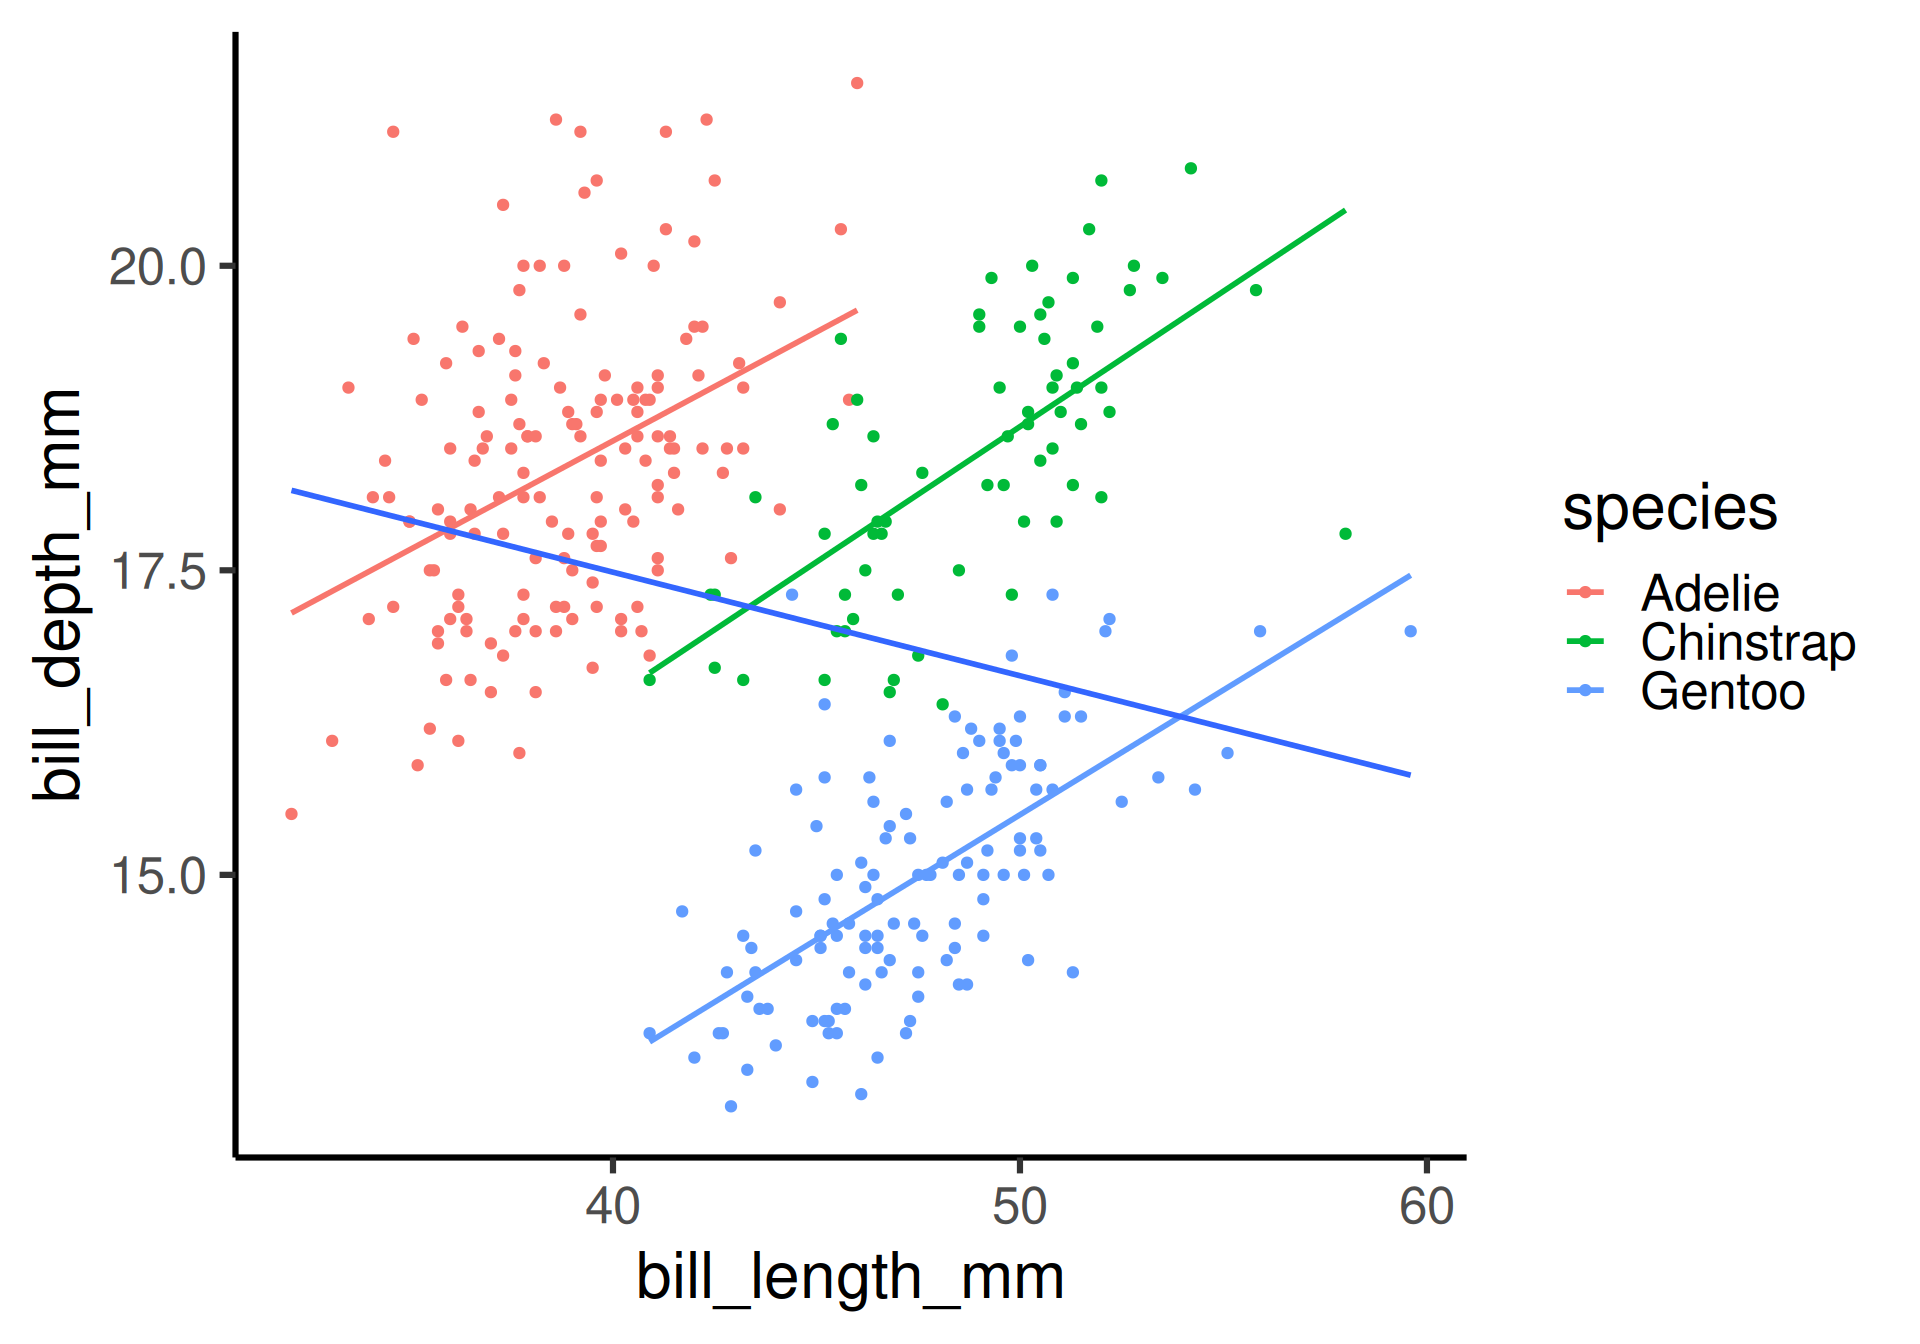 20.0
17.5
15.0
bill_depth_mm
40 50 60
bill_length_mm
species
Adelie
Chinstrap
Gentoo